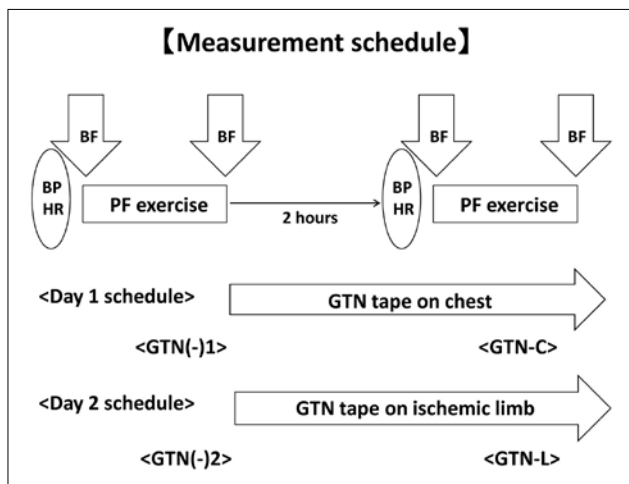 【Measurement schedule】
BF BF BF BF
BP
HR
PF exercise
2 hours
BP
HR
PF exercise
<Day 1 schedule> GTN tape on chest
<GTN(-)1> <GTN-C>
<Day 2 schedule> GTN tape on ischemic limb
<GTN(-)2> <GTN-L>